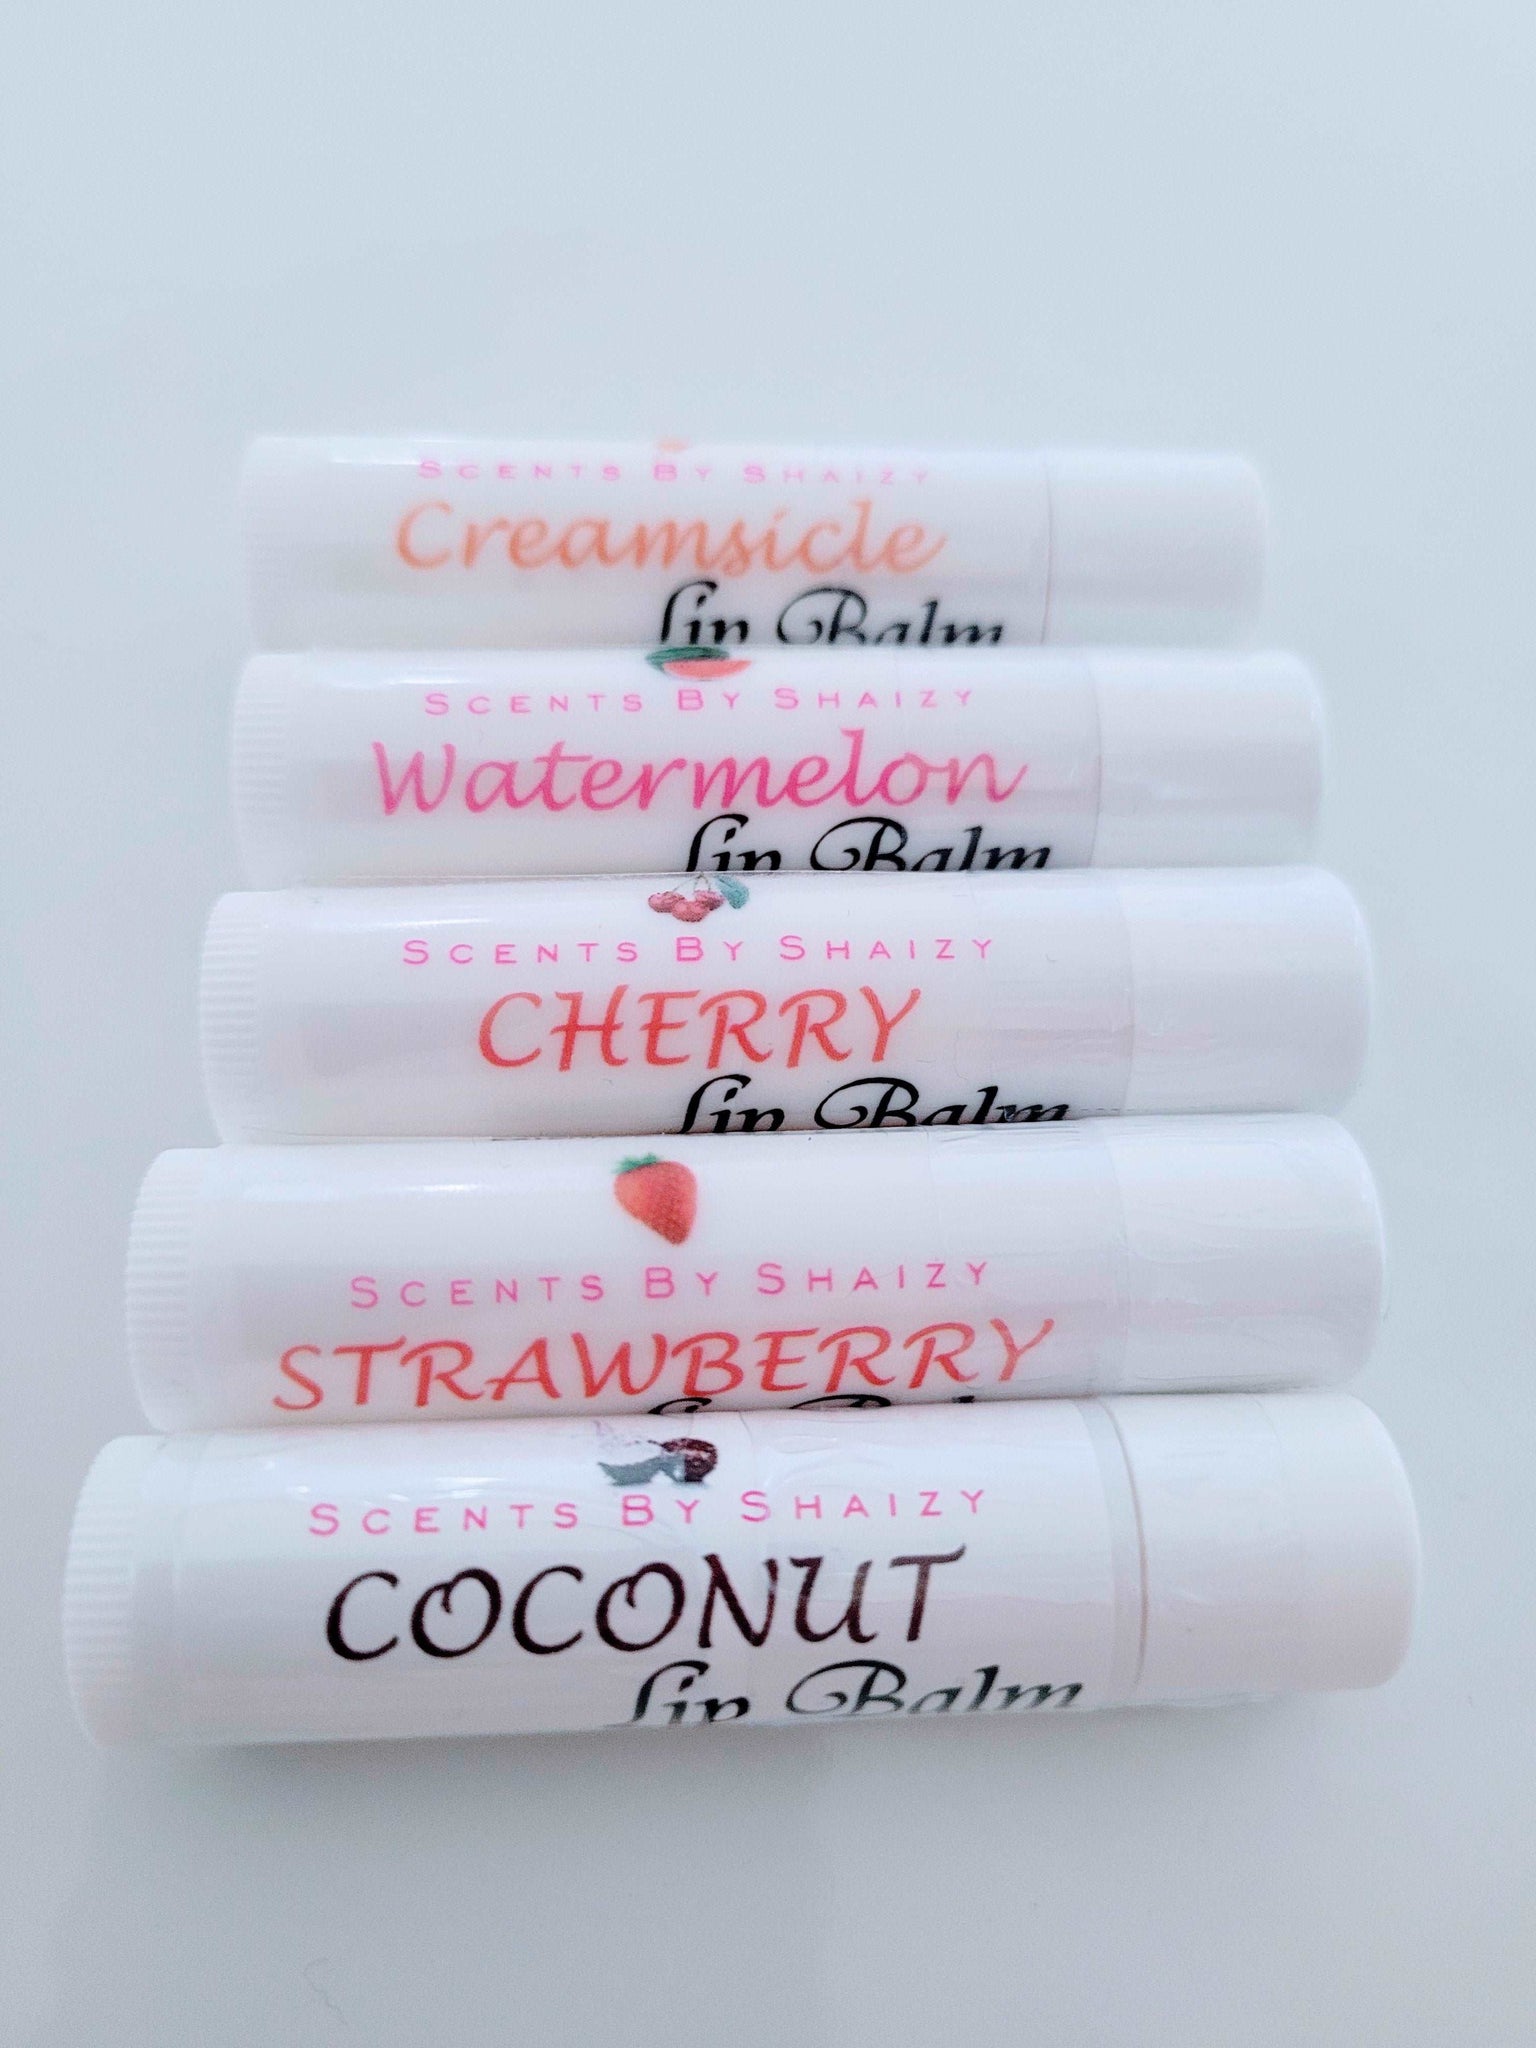 SCENTS BY SHAIZY
Creamsicle
Lip Balm
SCENTS BY SHAIZY
Watermelon
Lip Balm
SCENTS BY SHAIZY
CHERRY
Lip Balm
SCENTS BY SHAIZY
STRAWBERRY
SCENTS BY SHAIZY
COCONUT
Lip Balm